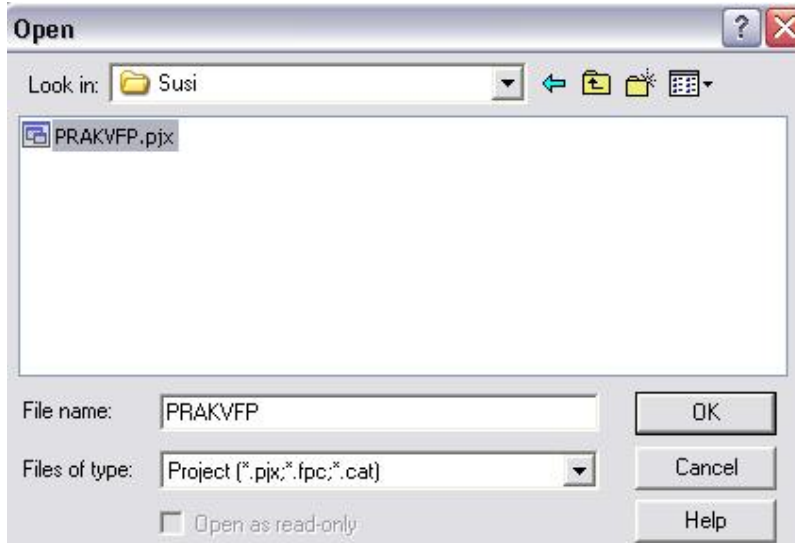 Open
Look in: Susi
PRAKVFP.pjx
File name: PRAKVFP OK
Files of type: Project (*.pjx;*.fpc;*.cat) Cancel
Open as read-only Help